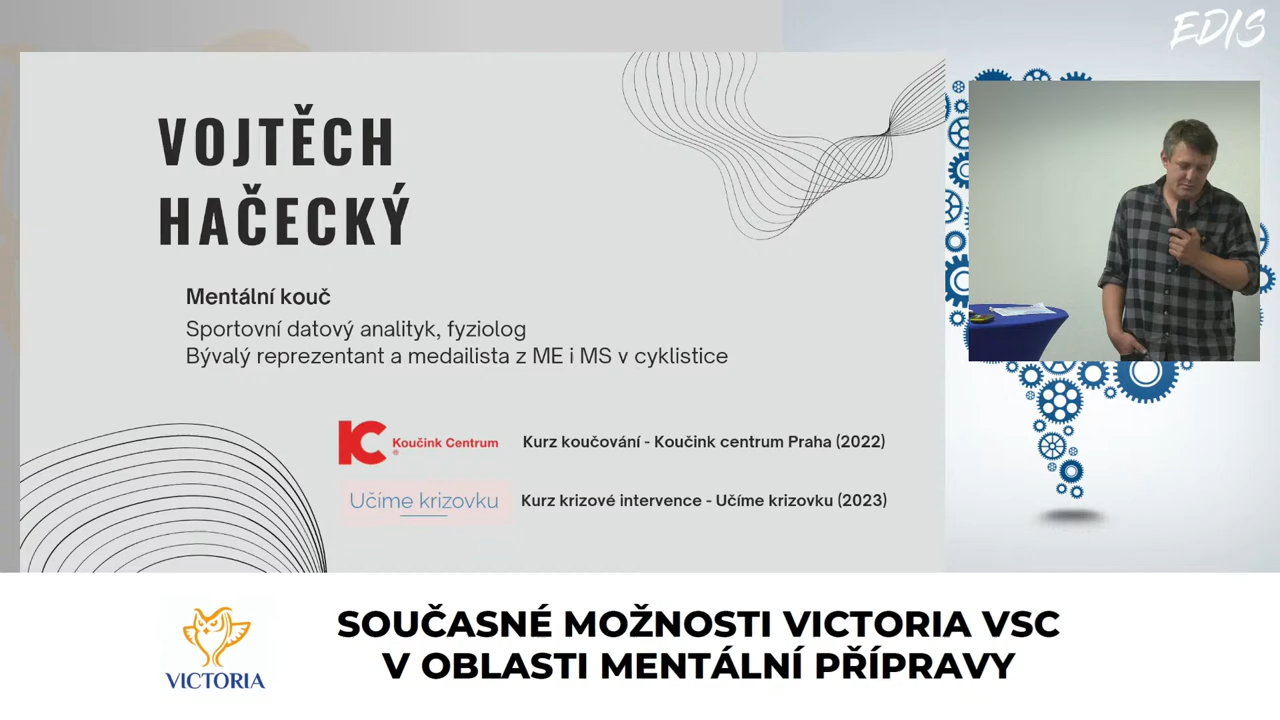 EDIS
VOJTĚCH
HAČECKÝ
Mentální kouč
Sportovní datový analityk, fyziolog
Bývalý reprezentant a medailista z ME i MS v cyklistice
KC Koučink Centrum ®
Kurz koučování - Koučink centrum Praha (2022)
Učíme krizovku
Kurz krizové intervence - Učíme krizovku (2023)
VICTORIA
SOUČASNÉ MOŽNOSTI VICTORIA VSC
V OBLASTI MENTÁLNÍ PŘÍPRAVY